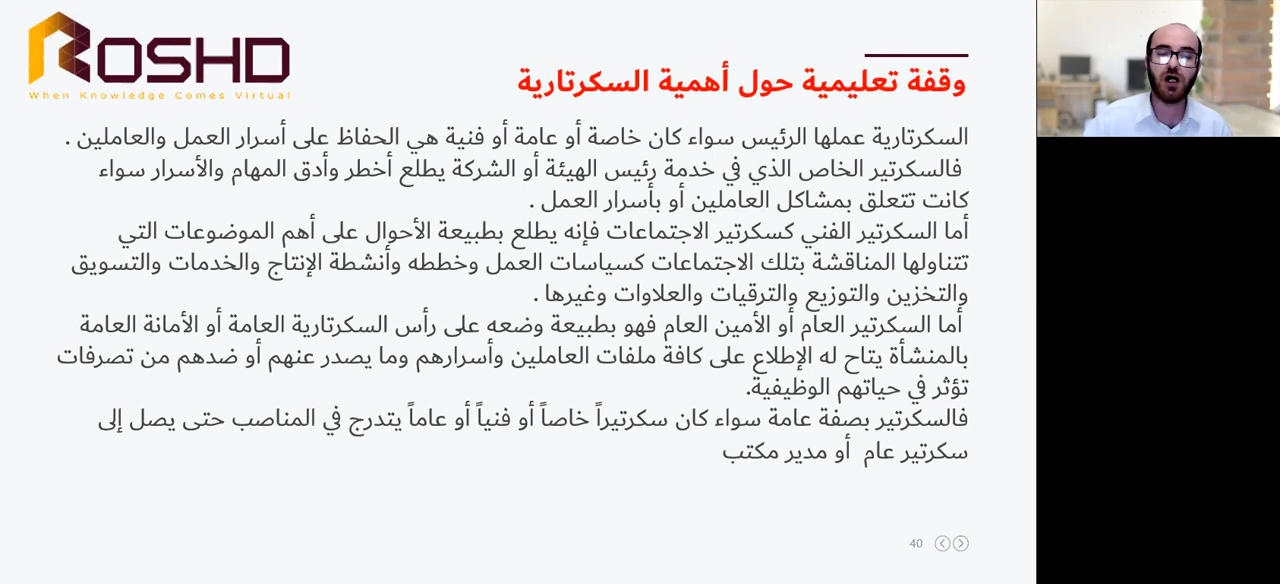 ROSHD
When Knowledge Comes Virtual
وقفة تعليمية حول أهمية السكرتارية
السكرتارية عملها الرئيس سواء كان خاصة أو عامة أو فنية هي الحفاظ على أسرار العمل والعاملين .
فالسكرتير الخاص الذي في خدمة رئيس الهيئة أو الشركة يطلع أخطر وأدق المهام والأسرار سواء
كانت تتعلق بمشاكل العاملين أو بأسرار العمل .
أما السكرتير الفني كسكرتير الاجتماعات فإنه يطلع بطبيعة الأحوال على أهم الموضوعات التي
تتناولها المناقشة بتلك الاجتماعات كسياسات العمل وخططه وأنشطة الإنتاج والخدمات والتسويق
والتخزين والتوزيع والترقيات والعلاوات وغيرها .
أما السكرتير العام أو الأمين العام فهو بطبيعة وضعه على رأس السكرتارية العامة أو الأمانة العامة
بالمنشأة يتاح له الإطلاع على كافة ملفات العاملين وأسرارهم وما يصدر عنهم أو ضدهم من تصرفات
تؤثر في حياتهم الوظيفية.
فالسكرتير بصفة عامة سواء كان سكرتيراً خاصاً أو فنياً أو عاماً يتدرج في المناصب حتى يصل إلى
سكرتير عام أو مدير مكتب
40